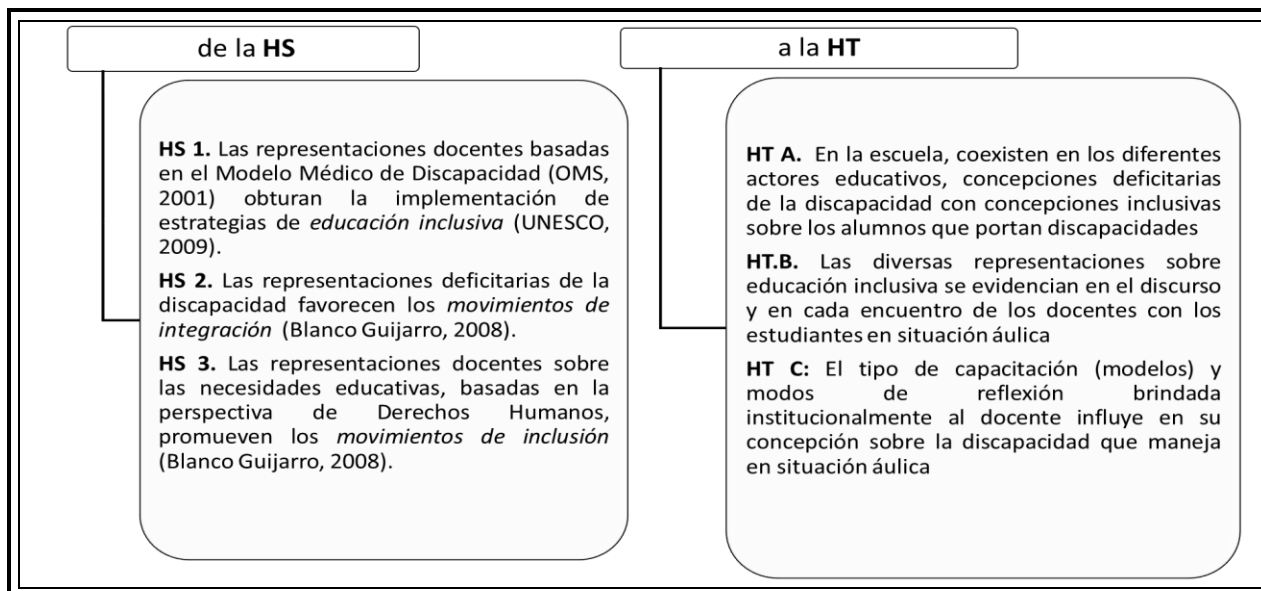 de la HS
HS 1. Las representaciones docentes basadas
en el Modelo Médico de Discapacidad (OMS,
2001) obturan la implementación de
estrategias de educación inclusiva (UNESCO,
2009).
HS 2. Las representaciones deficitarias de la
discapacidad favorecen los movimientos de
integración (Blanco Guijarro, 2008).
HS 3. Las representaciones docentes sobre
las necesidades educativas, basadas en la
perspectiva de Derechos Humanos,
promueven los movimientos de inclusión
(Blanco Guijarro, 2008).
a la HT
HT A. En la escuela, coexisten en los diferentes
actores educativos, concepciones deficitarias
de la discapacidad con concepciones inclusivas
sobre los alumnos que portan discapacidades
HT.B. Las diversas representaciones sobre
educación inclusiva se evidencian en el discurso
y en cada encuentro de los docentes con los
estudiantes en situación áulica
HT C: El tipo de capacitación (modelos) y
modos de reflexión brindada
institucionalmente al docente influye en su
concepción sobre la discapacidad que maneja
en situación áulica